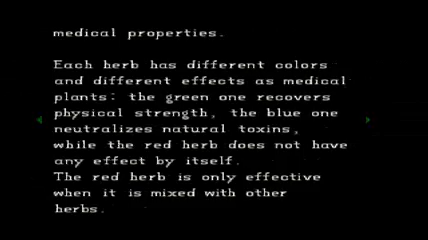 medical properties.
Each herb has different colors
and different effects as medical
plants: the green one recovers
physical strength, the blue one
neutralizes natural toxins,
while the red herb does not have
any effect by itself.
The red herb is only effective
when it is mixed with other
herbs.